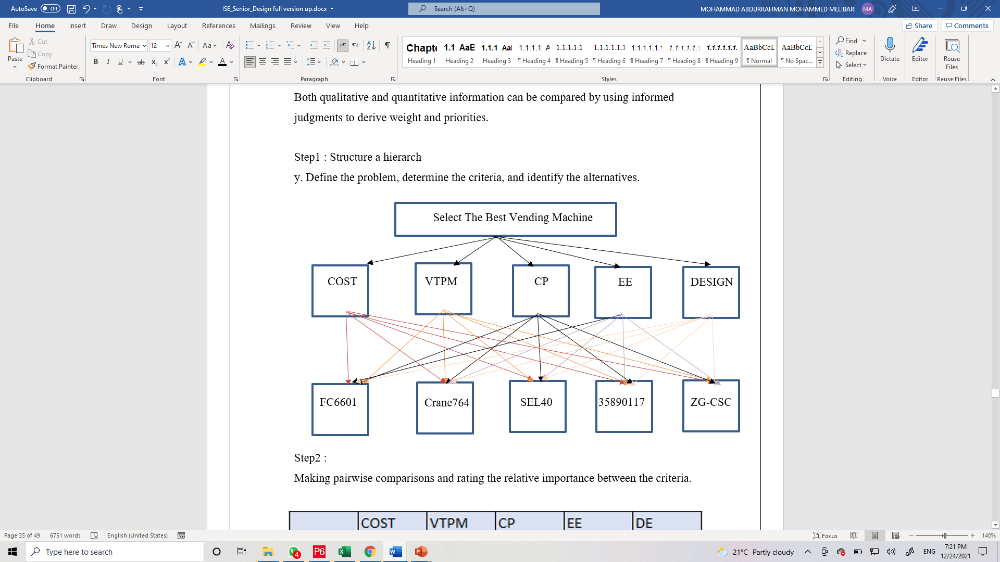 AutoSave Off ISE_Senior_Design full version up.docx Search (Alt+Q) MOHAMMAD ABDURRAHMAN MOHAMMED MELIBARI MA
File Home Insert Draw Design Layout References Mailings Review View Help Share Comments
Paste
Cut
Copy
Format Painter
Clipboard
Times New Roma 12 Aa
B I U ab x₂ x² A A
Font
Paragraph
Chapte 1.1 AaB 1.1.1 Aal 1.1.1.1 A 1.1.1.1.1 1.1.1.1.1.1 1.1.1.1.1.1. 1.1.1.1.1.1. 1.1.1.1.1.1. AaBbCcD AaBbCcD
Heading 1 Heading 2 Heading 3 ¶ Heading 4 ¶ Heading 5 ¶ Heading 6 ¶ Heading 7 ¶ Heading 8 ¶ Heading 9 ¶ Normal ¶ No Spac...
Styles
Find
Replace
Select
Editing
Dictate
Voice
Editor
Editor
Reuse
Files
Reuse Files
Both qualitative and quantitative information can be compared by using informed
judgments to derive weight and priorities.
Step1 : Structure a hierarch
y. Define the problem, determine the criteria, and identify the alternatives.
Select The Best Vending Machine
COST VTPM CP EE DESIGN
FC6601 Crane764 SEL40 35890117 ZG-CSC
Step2 :
Making pairwise comparisons and rating the relative importance between the criteria.
COST VTPM CP EE DE
Page 35 of 49 6751 words English (United States) Focus 140%
Type here to search 4 P6 21°C Partly cloudy ENG 7:21 PM
12/24/2021